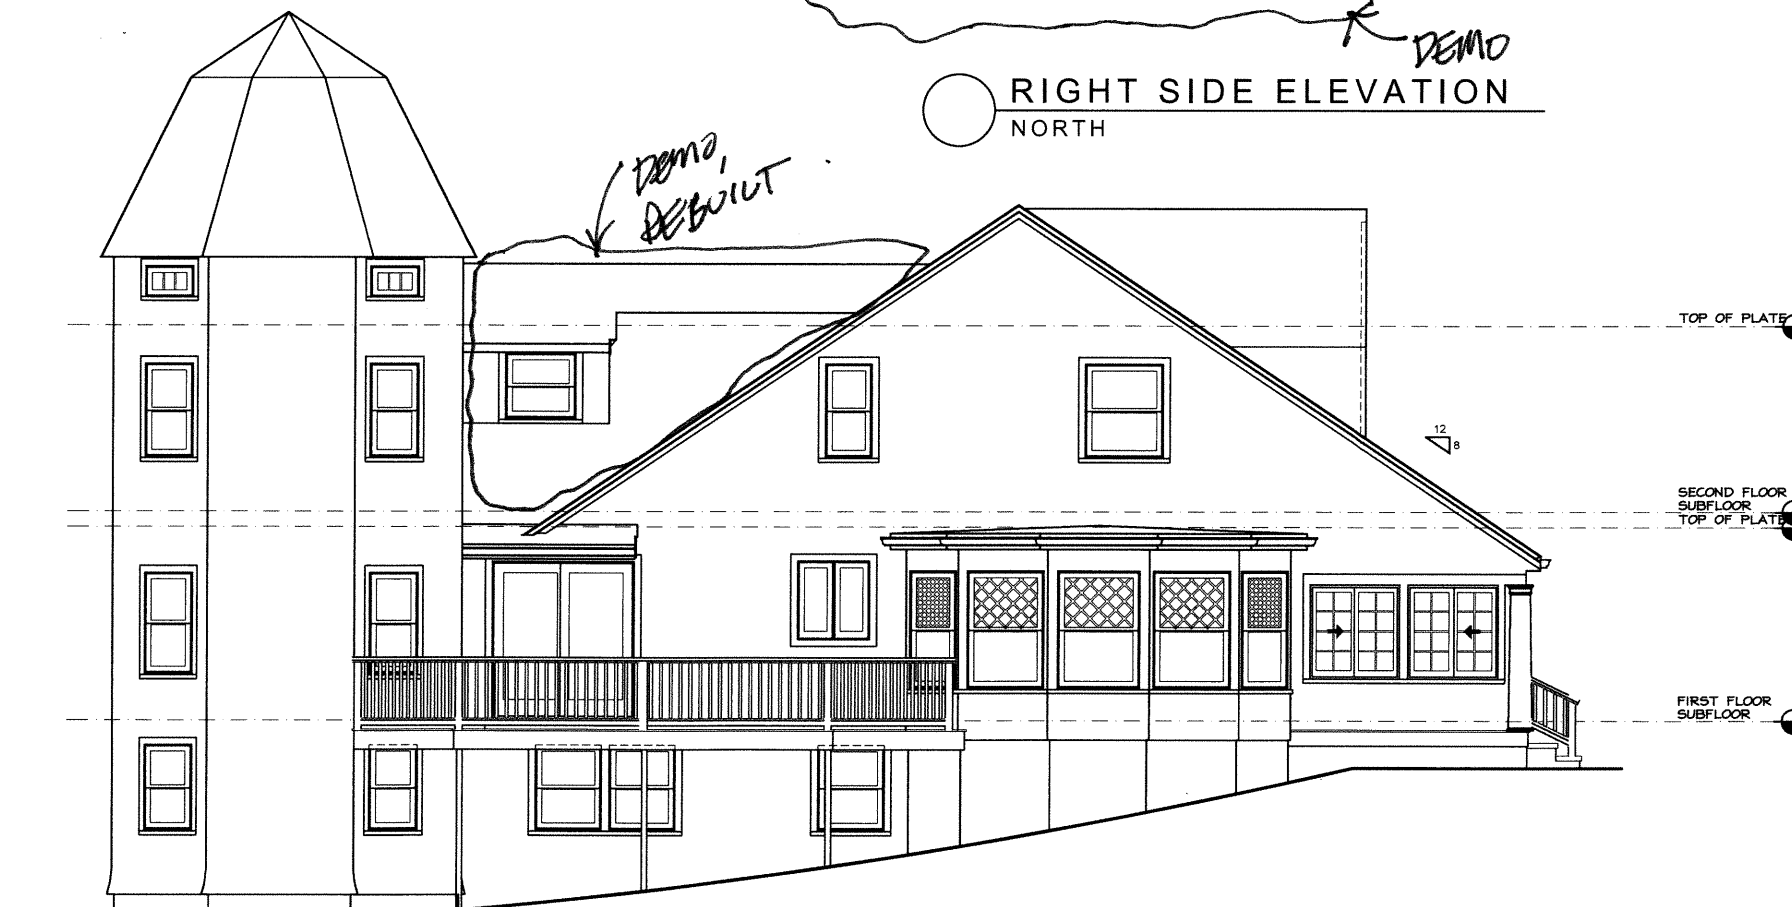 DEMO
RIGHT SIDE ELEVATION
NORTH
DEMO,
REBUILT
TOP OF PLATE
12
8
SECOND FLOOR
SUBFLOOR
TOP OF PLATE
FIRST FLOOR
SUBFLOOR